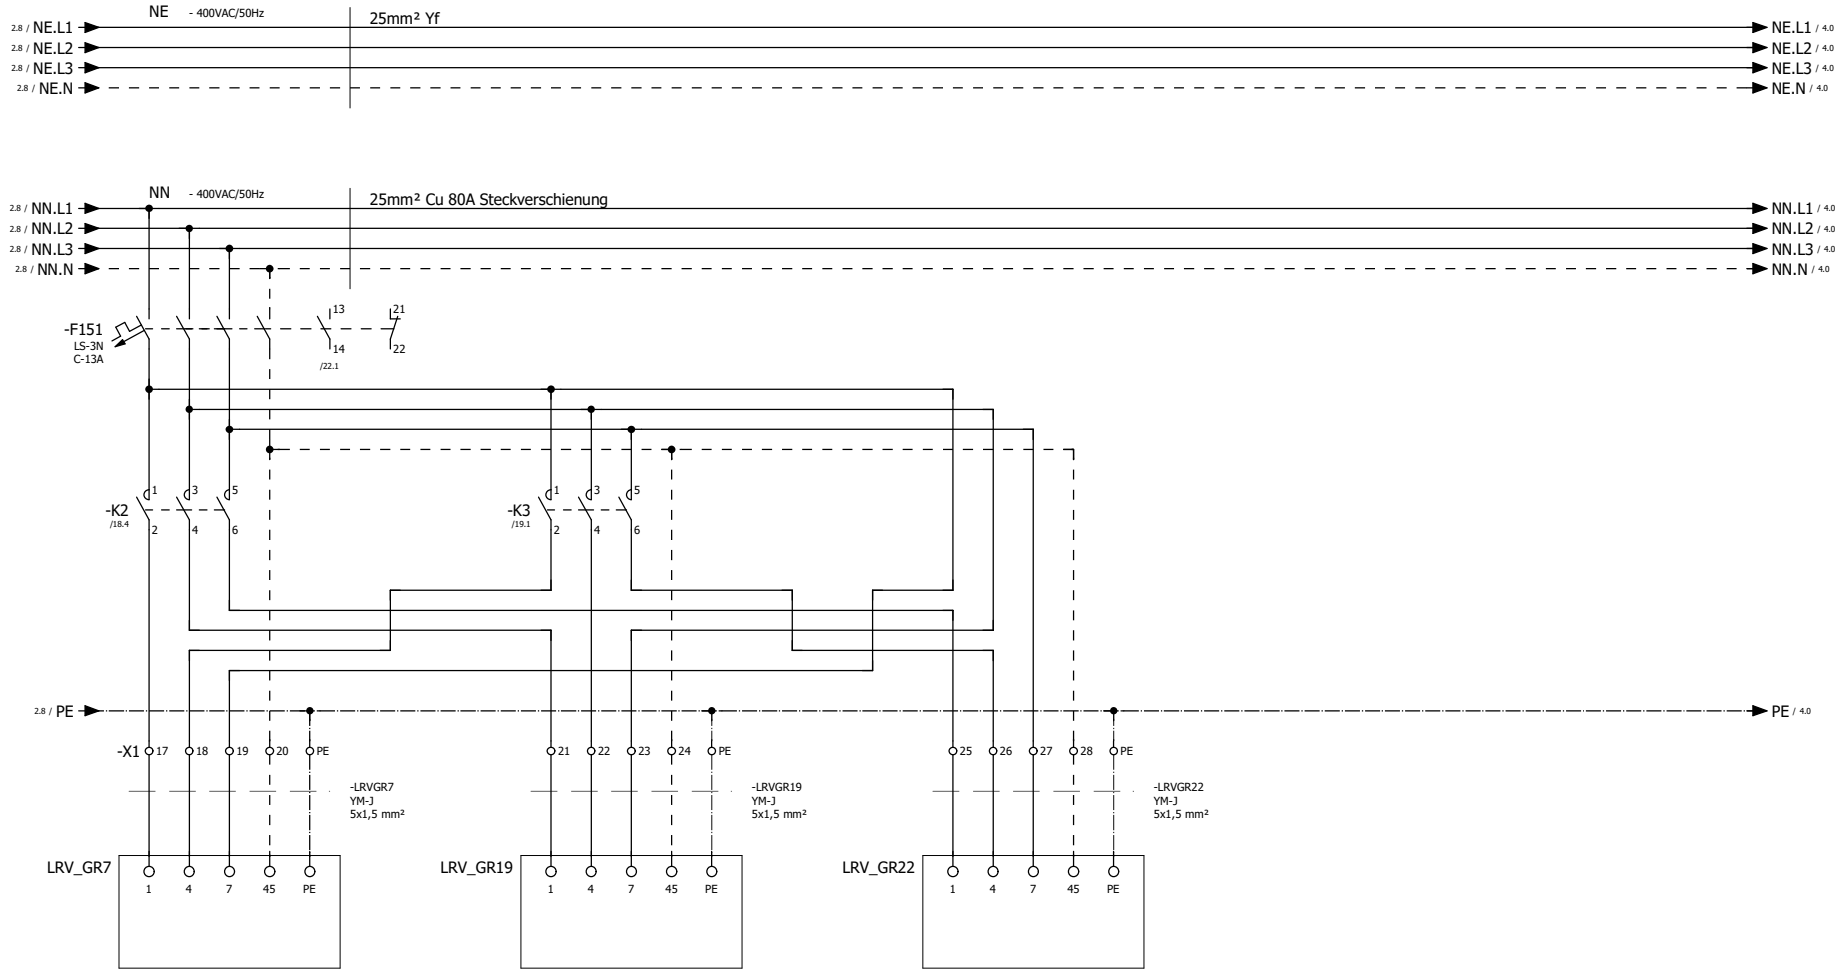 NE - 400VAC/50Hz 25mm² Yf
2.8 / NE.L1 NE.L1 / 4.0
2.8 / NE.L2 NE.L2 / 4.0
2.8 / NE.L3 NE.L3 / 4.0
2.8 / NE.N NE.N / 4.0
NN - 400VAC/50Hz 25mm² Cu 80A Steckverschienung
2.8 / NN.L1 NN.L1 / 4.0
2.8 / NN.L2 NN.L2 / 4.0
2.8 / NN.L3 NN.L3 / 4.0
2.8 / NN.N NN.N / 4.0
13 21
-F151
LS-3N
C-13A
14 22
/22.1
1 3 5 1 3 5
-K2 -K3
/18.4 /19.1
2 4 6 2 4 6
2.8 / PE PE / 4.0
-X1 17 18 19 20 PE 21 22 23 24 PE 25 26 27 28 PE
-LRVGR7
YM-J
5x1,5 mm²
-LRVGR19
YM-J
5x1,5 mm²
-LRVGR22
YM-J
5x1,5 mm²
LRV_GR7 LRV_GR19 LRV_GR22
1 4 7 45 PE 1 4 7 45 PE 1 4 7 45 PE